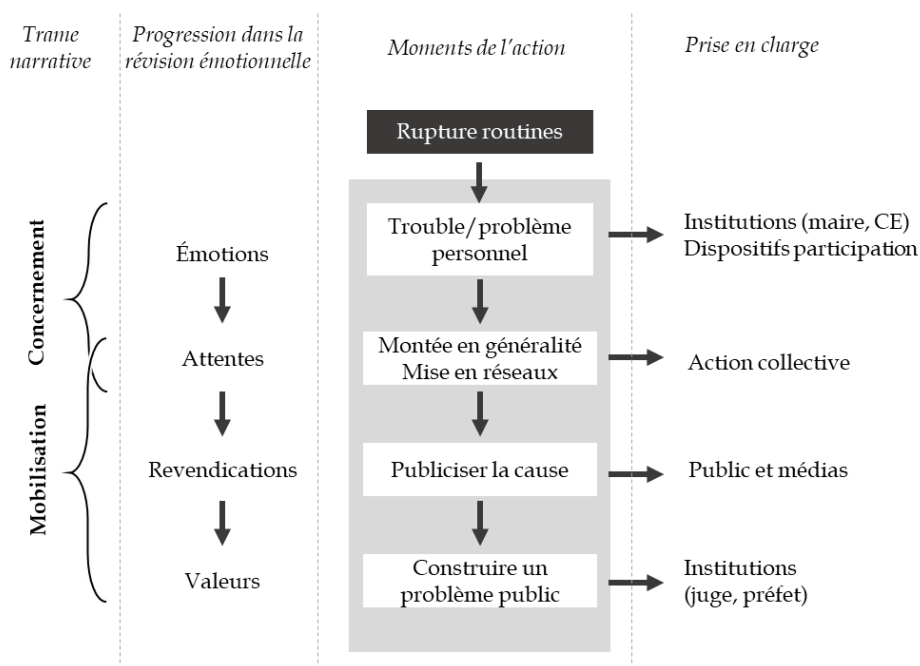 Trame
narrative
Progression dans la
révision émotionnelle
Moments de l'action
Prise en charge
Rupture routines
Concernement
Mobilisation
Émotions
Trouble/problème
personnel
Institutions (maire, CE)
Dispositifs participation
Attentes
Montée en généralité
Mise en réseaux
Action collective
Revendications
Publiciser la cause
Public et médias
Valeurs
Construire un
problème public
Institutions
(juge, préfet)